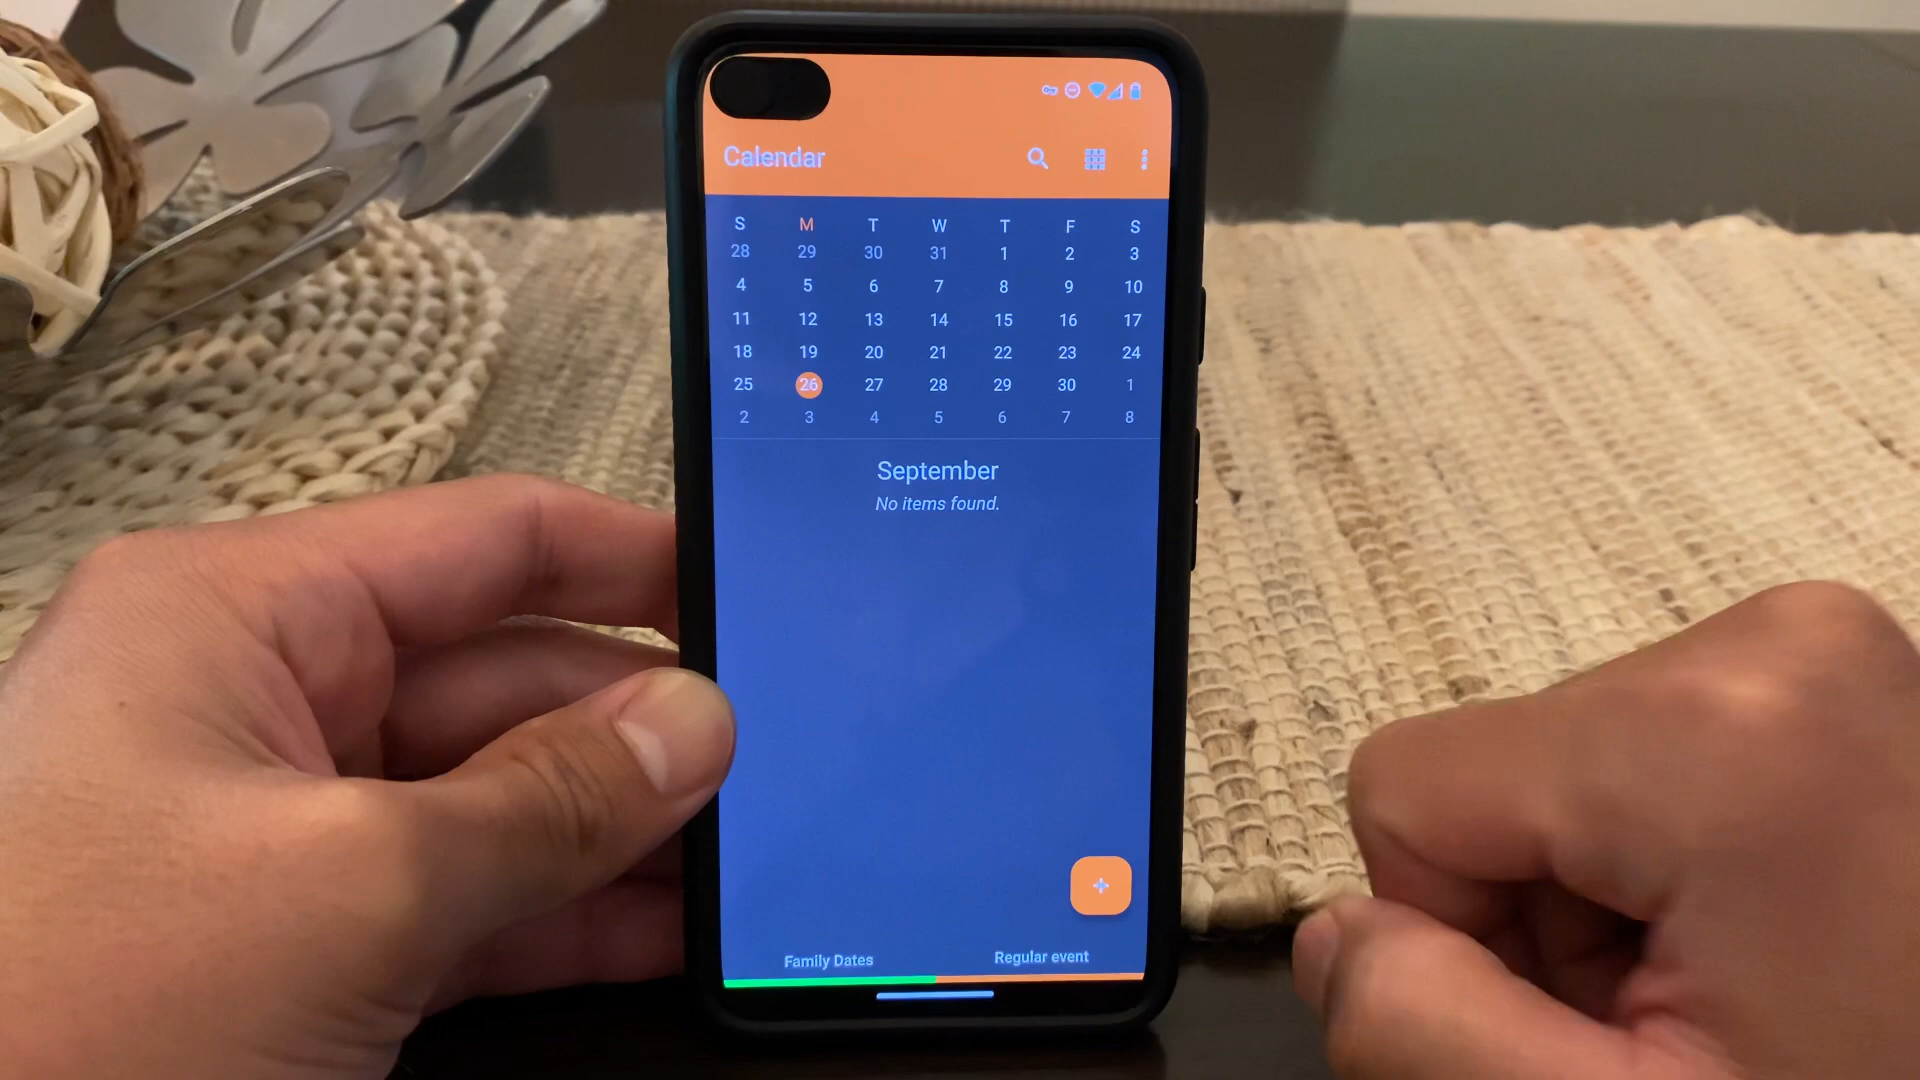 Calendar
S M T W T F S
28 29 30 31 1 2 3
4 5 6 7 8 9 10
11 12 13 14 15 16 17
18 19 20 21 22 23 24
25 26 27 28 29 30 1
2 3 4 5 6 7 8
September
No items found.
+
Family Dates Regular event